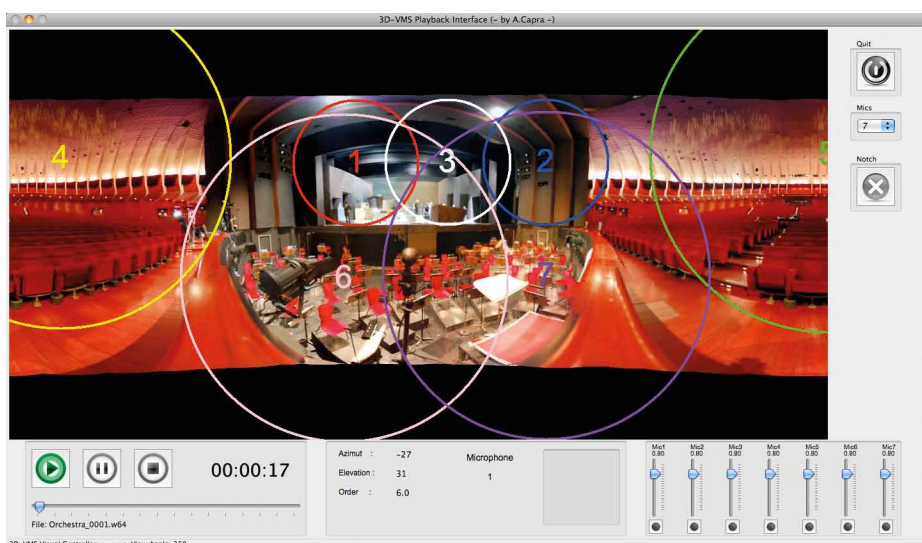 3D-VMS Playback Interface (- by A.Capra -)
Quit
Mics
7
Notch
4
1
3
2
5
6
7
00:00:17
File: Orchestra_0001.w64
Azimut : -27
Elevation : 31
Order : 6.0
Microphone
1
Mic1 Mic2 Mic3 Mic4 Mic5 Mic6 Mic7
0.80 0.80 0.80 0.80 0.80 0.80 0.80